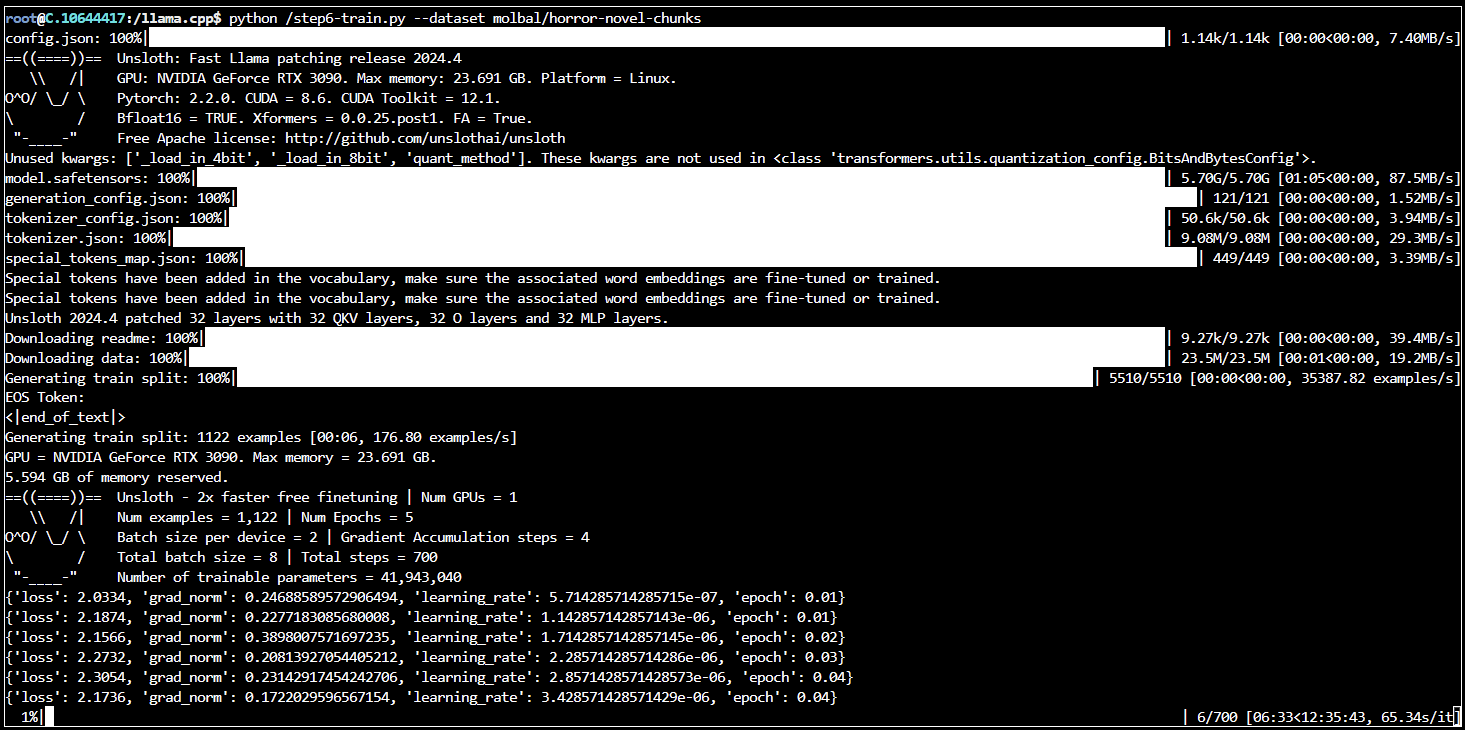 root@C.10644417:/llama.cpp$ python /step6-train.py --dataset molbal/horror-novel-chunks
config.json: 100%| | 1.14k/1.14k [00:00<00:00, 7.40MB/s]
==((====))==  Unsloth: Fast Llama patching release 2024.4
   \\   /|    GPU: NVIDIA GeForce RTX 3090. Max memory: 23.691 GB. Platform = Linux.
O^O/ \_/ \    Pytorch: 2.2.0. CUDA = 8.6. CUDA Toolkit = 12.1.
\        /    Bfloat16 = TRUE. Xformers = 0.0.25.post1. FA = True.
 "-____-"     Free Apache license: http://github.com/unslothai/unsloth
Unused kwargs: ['_load_in_4bit', '_load_in_8bit', 'quant_method']. These kwargs are not used in <class 'transformers.utils.quantization_config.BitsAndBytesConfig'>.
model.safetensors: 100%| | 5.70G/5.70G [01:05<00:00, 87.5MB/s]
generation_config.json: 100%| | 121/121 [00:00<00:00, 1.52MB/s]
tokenizer_config.json: 100%| | 50.6k/50.6k [00:00<00:00, 3.94MB/s]
tokenizer.json: 100%| | 9.08M/9.08M [00:00<00:00, 29.3MB/s]
special_tokens_map.json: 100%| | 449/449 [00:00<00:00, 3.39MB/s]
Special tokens have been added in the vocabulary, make sure the associated word embeddings are fine-tuned or trained.
Special tokens have been added in the vocabulary, make sure the associated word embeddings are fine-tuned or trained.
Unsloth 2024.4 patched 32 layers with 32 QKV layers, 32 O layers and 32 MLP layers.
Downloading readme: 100%| | 9.27k/9.27k [00:00<00:00, 39.4MB/s]
Downloading data: 100%| | 23.5M/23.5M [00:01<00:00, 19.2MB/s]
Generating train split: 100%| | 5510/5510 [00:00<00:00, 35387.82 examples/s]
EOS Token:
<|end_of_text|>
Generating train split: 1122 examples [00:06, 176.80 examples/s]
GPU = NVIDIA GeForce RTX 3090. Max memory = 23.691 GB.
5.594 GB of memory reserved.
==((====))==  Unsloth - 2x faster free finetuning | Num GPUs = 1
   \\   /|    Num examples = 1,122 | Num Epochs = 5
O^O/ \_/ \    Batch size per device = 2 | Gradient Accumulation steps = 4
\        /    Total batch size = 8 | Total steps = 700
 "-____-"     Number of trainable parameters = 41,943,040
{'loss': 2.0334, 'grad_norm': 0.24688589572906494, 'learning_rate': 5.714285714285715e-07, 'epoch': 0.01}
{'loss': 2.1874, 'grad_norm': 0.2277183085680008, 'learning_rate': 1.142857142857143e-06, 'epoch': 0.01}
{'loss': 2.1566, 'grad_norm': 0.3898007571697235, 'learning_rate': 1.7142857142857145e-06, 'epoch': 0.02}
{'loss': 2.2732, 'grad_norm': 0.20813927054405212, 'learning_rate': 2.285714285714286e-06, 'epoch': 0.03}
{'loss': 2.3054, 'grad_norm': 0.23142917454242706, 'learning_rate': 2.8571428571428573e-06, 'epoch': 0.04}
{'loss': 2.1736, 'grad_norm': 0.1722029596567154, 'learning_rate': 3.428571428571429e-06, 'epoch': 0.04}
  1%| | 6/700 [06:33<12:35:43, 65.34s/it]